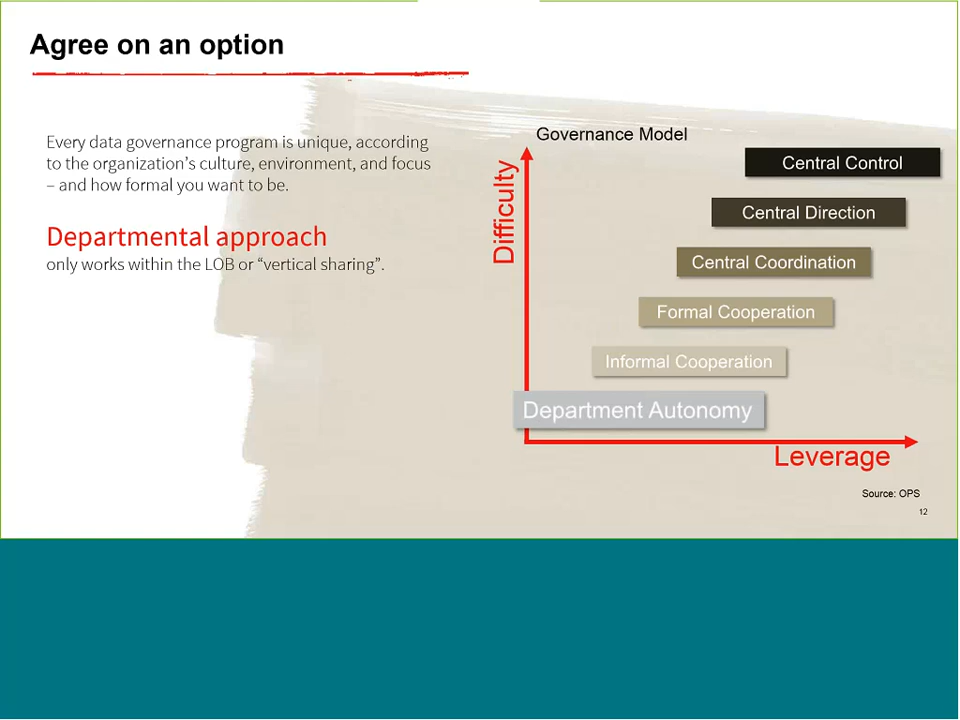 Agree on an option
Every data governance program is unique, according
to the organization’s culture, environment, and focus
– and how formal you want to be.
Departmental approach
only works within the LOB or “vertical sharing”.
Governance Model
Difficulty
Central Control
Central Direction
Central Coordination
Formal Cooperation
Informal Cooperation
Department Autonomy
Leverage
Source: OPS
12